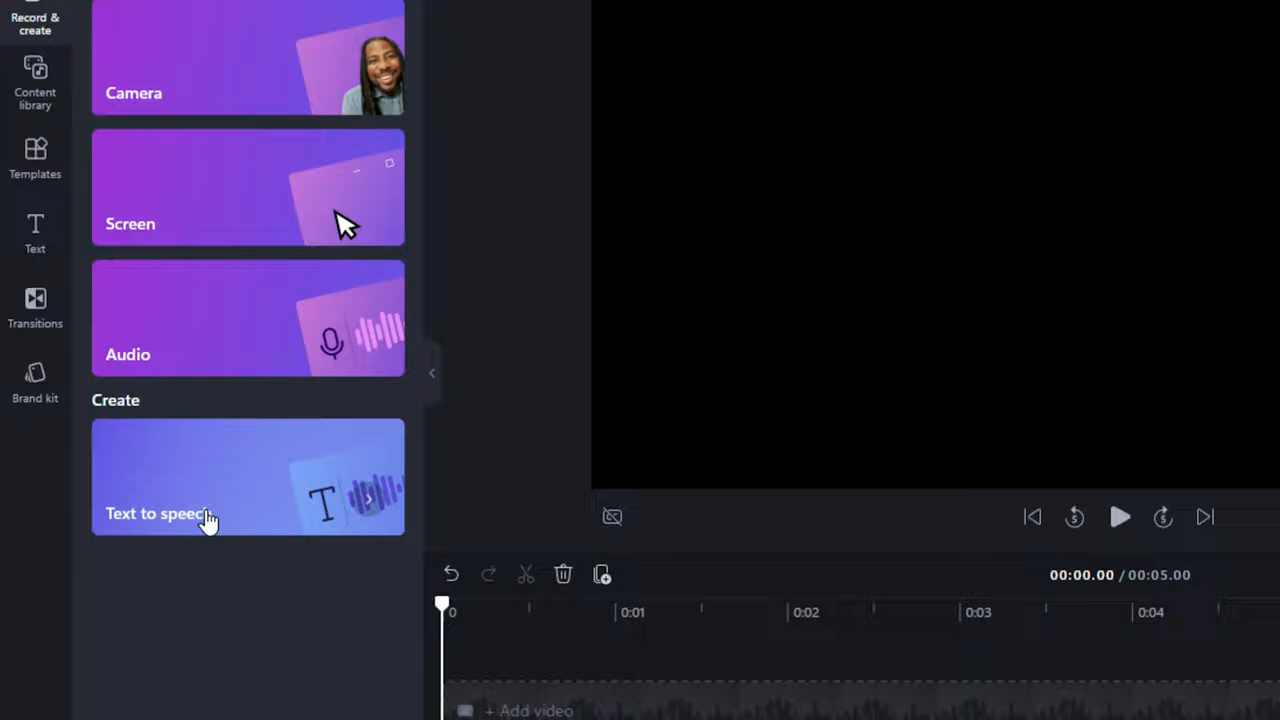 Record &
create
Content
library
Templates
Text
Transitions
Brand kit
Camera
Screen
Audio
Create
Text to speech
00:00.00 / 00:05.00
0
0:01
0:02
0:03
0:04
+ Add video